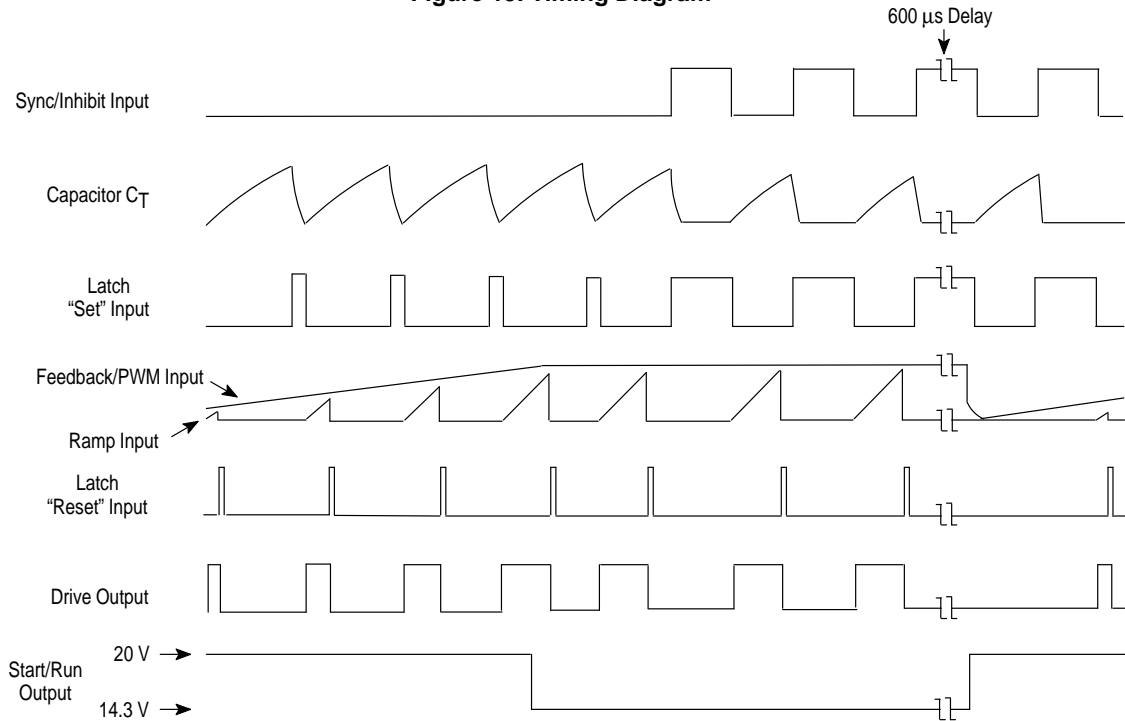 Figure 18. Timing Diagram
600 µs Delay
Sync/Inhibit Input
Capacitor CT
Latch
“Set” Input
Feedback/PWM Input
Ramp Input
Latch
“Reset” Input
Drive Output
20 V
Start/Run
Output
14.3 V